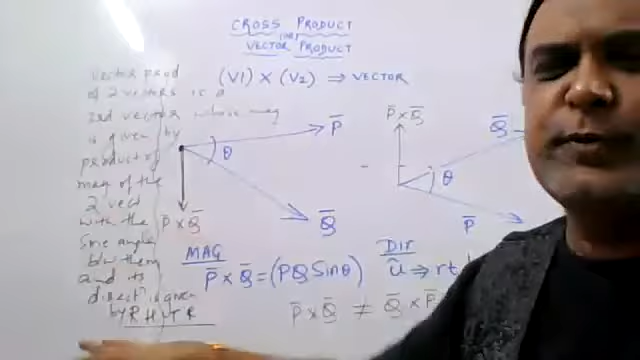 CROSS PRODUCT
(or)
VECTOR PRODUCT
(V1) X (V2) ⇒ VECTOR
vector prod
of 2 vectors is a
vector whose mag
is given by
product of
mag of the
2 vect
with the
Sine angle
b/w them
and its
direct is given
by RHTR
P̅
θ
Q̅
P̅ x Q̅
P̅ x Q̅
Q̅
θ
P̅
MAG
P̅ x Q̅ = (PQ Sinθ)
DIR
û ⇒ rt
P̅ x Q̅ ≠ Q̅ x P̅